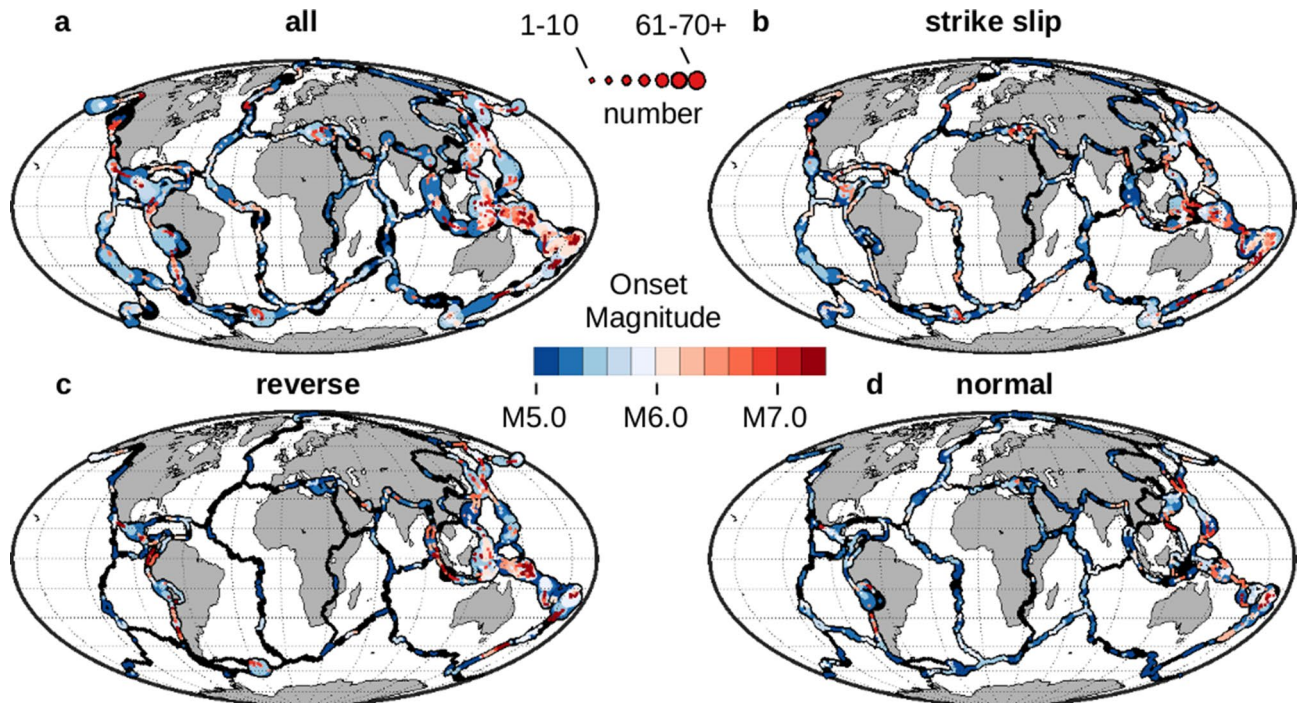 a all 1-10 61-70+ b strike slip
number
Onset
Magnitude
c reverse d normal
M5.0 M6.0 M7.0